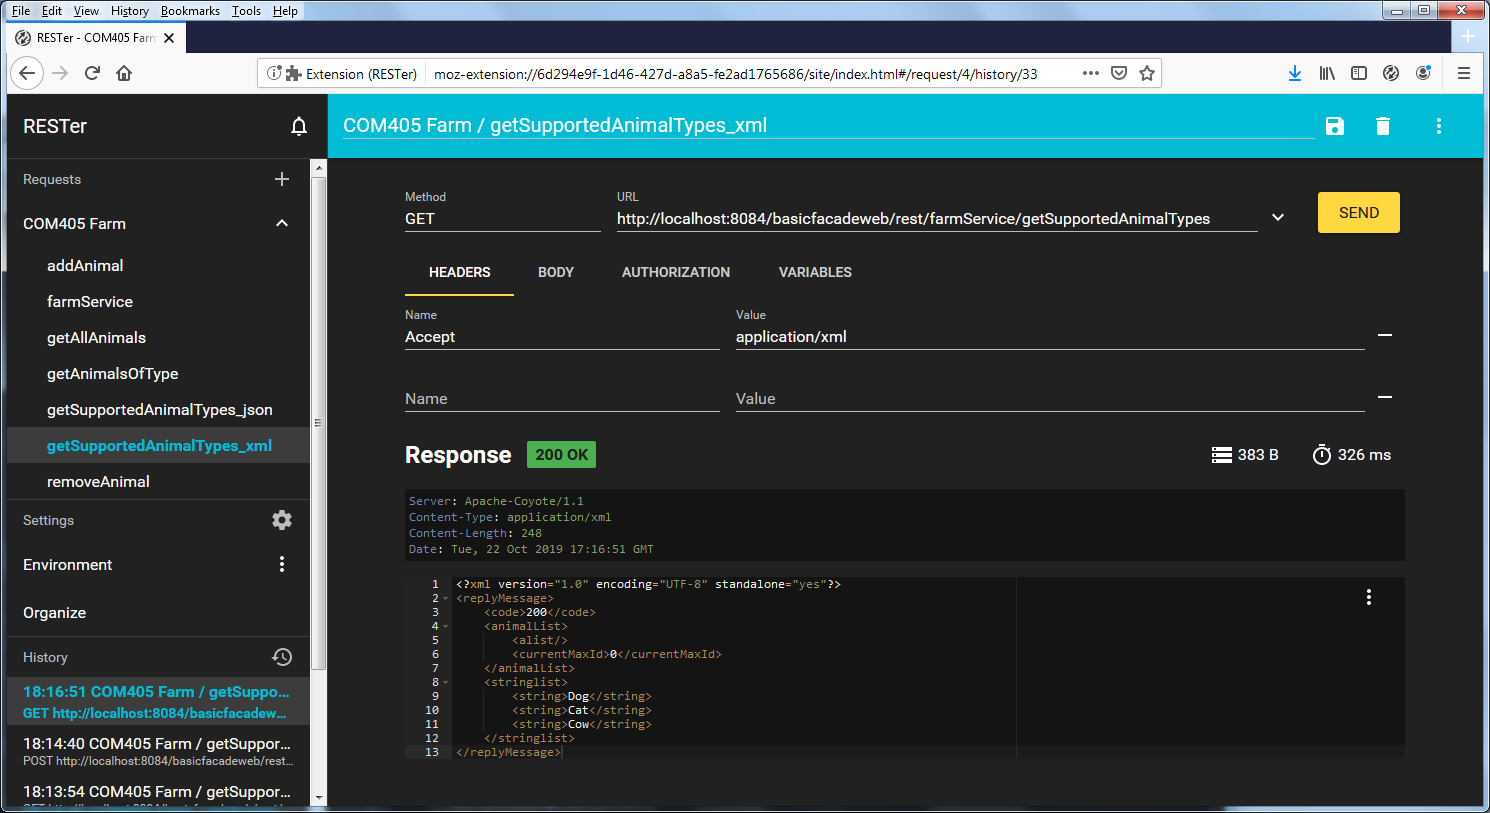 File Edit View History Bookmarks Tools Help
RESTer - COM405 Farm
Extension (RESTer) moz-extension://6d294e9f-1d46-427d-a8a5-fe2ad1765686/site/index.html#/request/4/history/33
RESTer
COM405 Farm / getSupportedAnimalTypes_xml
Requests
COM405 Farm
addAnimal
farmService
getAllAnimals
getAnimalsOfType
getSupportedAnimalTypes_json
getSupportedAnimalTypes_xml
removeAnimal
Settings
Environment
Organize
History
18:16:51 COM405 Farm / getSuppo...
GET http://localhost:8084/basicfacadew...
18:14:40 COM405 Farm / getSuppor...
POST http://localhost:8084/basicfacadeweb/rest...
18:13:54 COM405 Farm / getSuppor...
Method
GET
URL
http://localhost:8084/basicfacadeweb/rest/farmService/getSupportedAnimalTypes
SEND
HEADERS BODY AUTHORIZATION VARIABLES
Name Value
Accept application/xml
Name Value
Response 200 OK 383 B 326 ms
Server: Apache-Coyote/1.1
Content-Type: application/xml
Content-Length: 248
Date: Tue, 22 Oct 2019 17:16:51 GMT
1 <?xml version="1.0" encoding="UTF-8" standalone="yes"?>
2 <replyMessage>
3 <code>200</code>
4 <animalList>
5 <alist/>
6 <currentMaxId>0</currentMaxId>
7 </animalList>
8 <stringlist>
9 <string>Dog</string>
10 <string>Cat</string>
11 <string>Cow</string>
12 </stringlist>
13 </replyMessage>